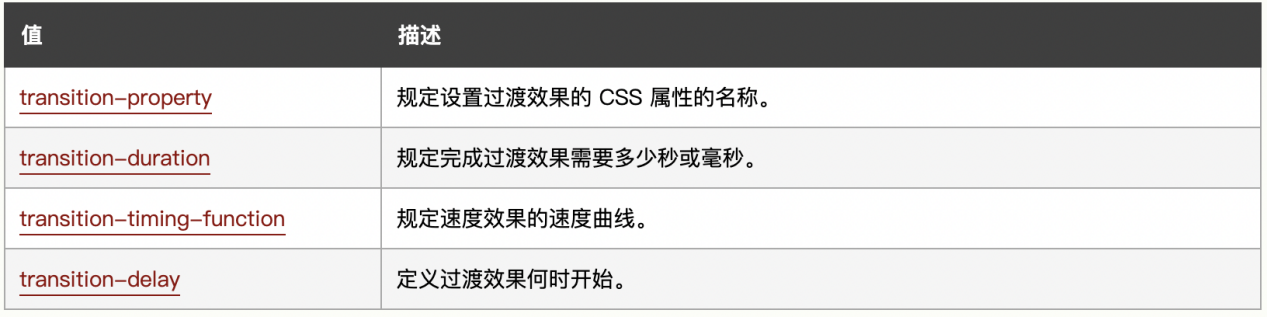 值 描述
transition-property 规定设置过渡效果的 CSS 属性的名称。
transition-duration 规定完成过渡效果需要多少秒或毫秒。
transition-timing-function 规定速度效果的速度曲线。
transition-delay 定义过渡效果何时开始。